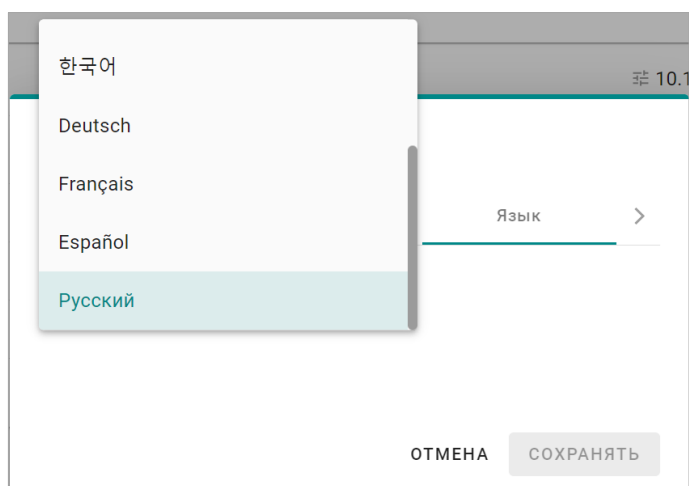 한국어
10.1
Deutsch
Français
Язык
Español
Русский
ОТМЕНА
СОХРАНЯТЬ